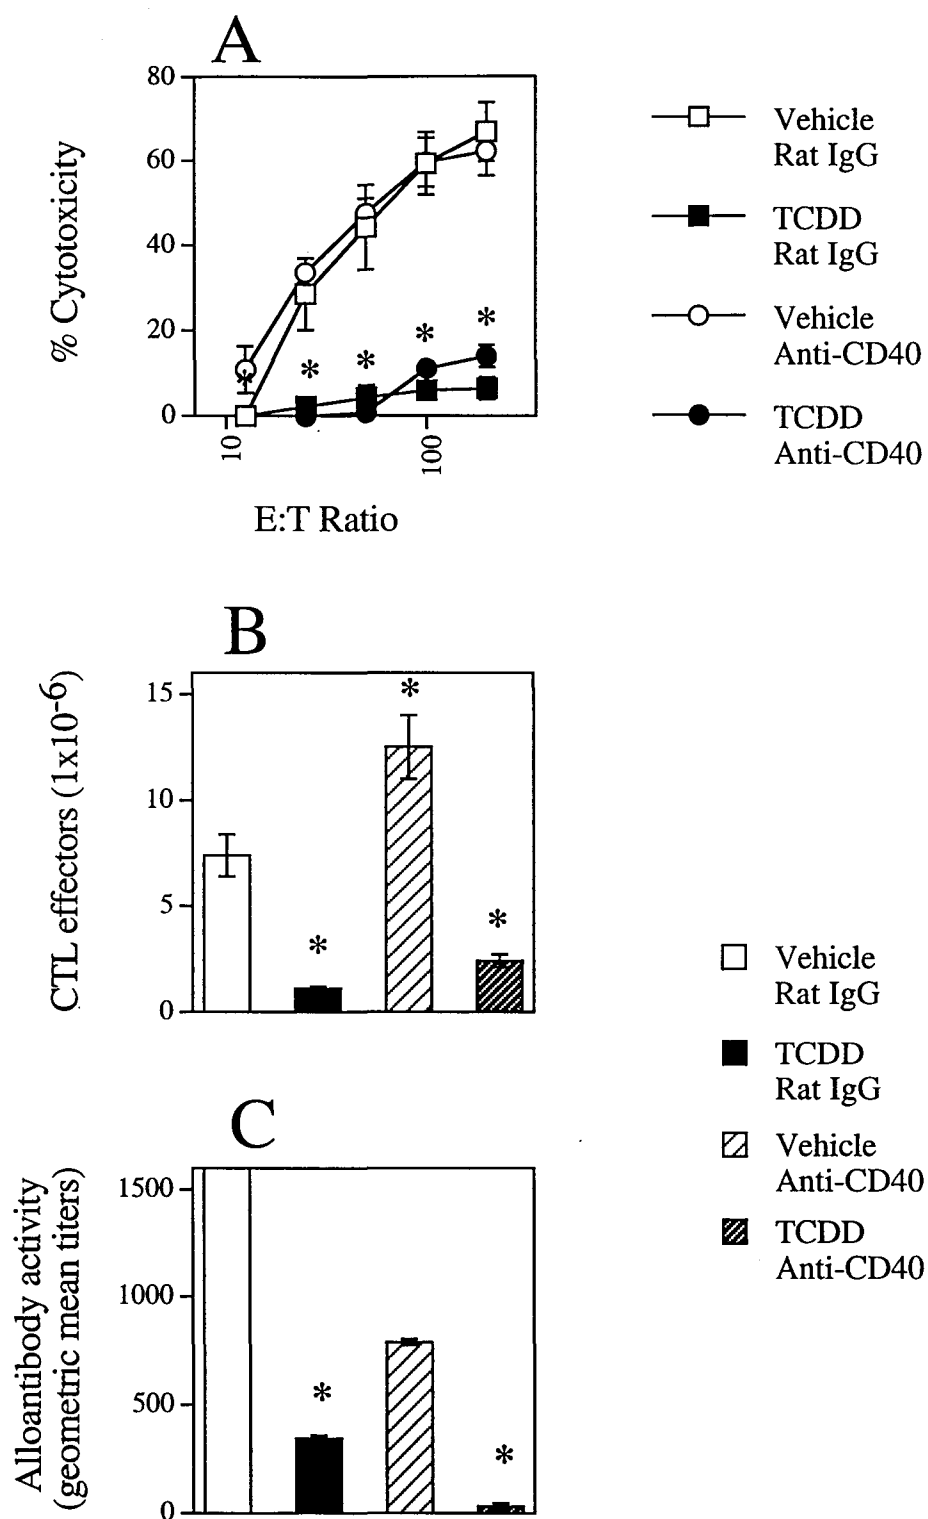 A
80
60
40
20
0
% Cytotoxicity
*
*
*
*
*
10
100
E:T Ratio
Vehicle
Rat IgG
TCDD
Rat IgG
Vehicle
Anti-CD40
TCDD
Anti-CD40
B
15
10
5
0
CTL effectors (1x10-6)
*
*
*
Vehicle
Rat IgG
TCDD
Rat IgG
Vehicle
Anti-CD40
TCDD
Anti-CD40
C
1500
1000
500
0
Alloantibody activity
(geometric mean titers)
*
*